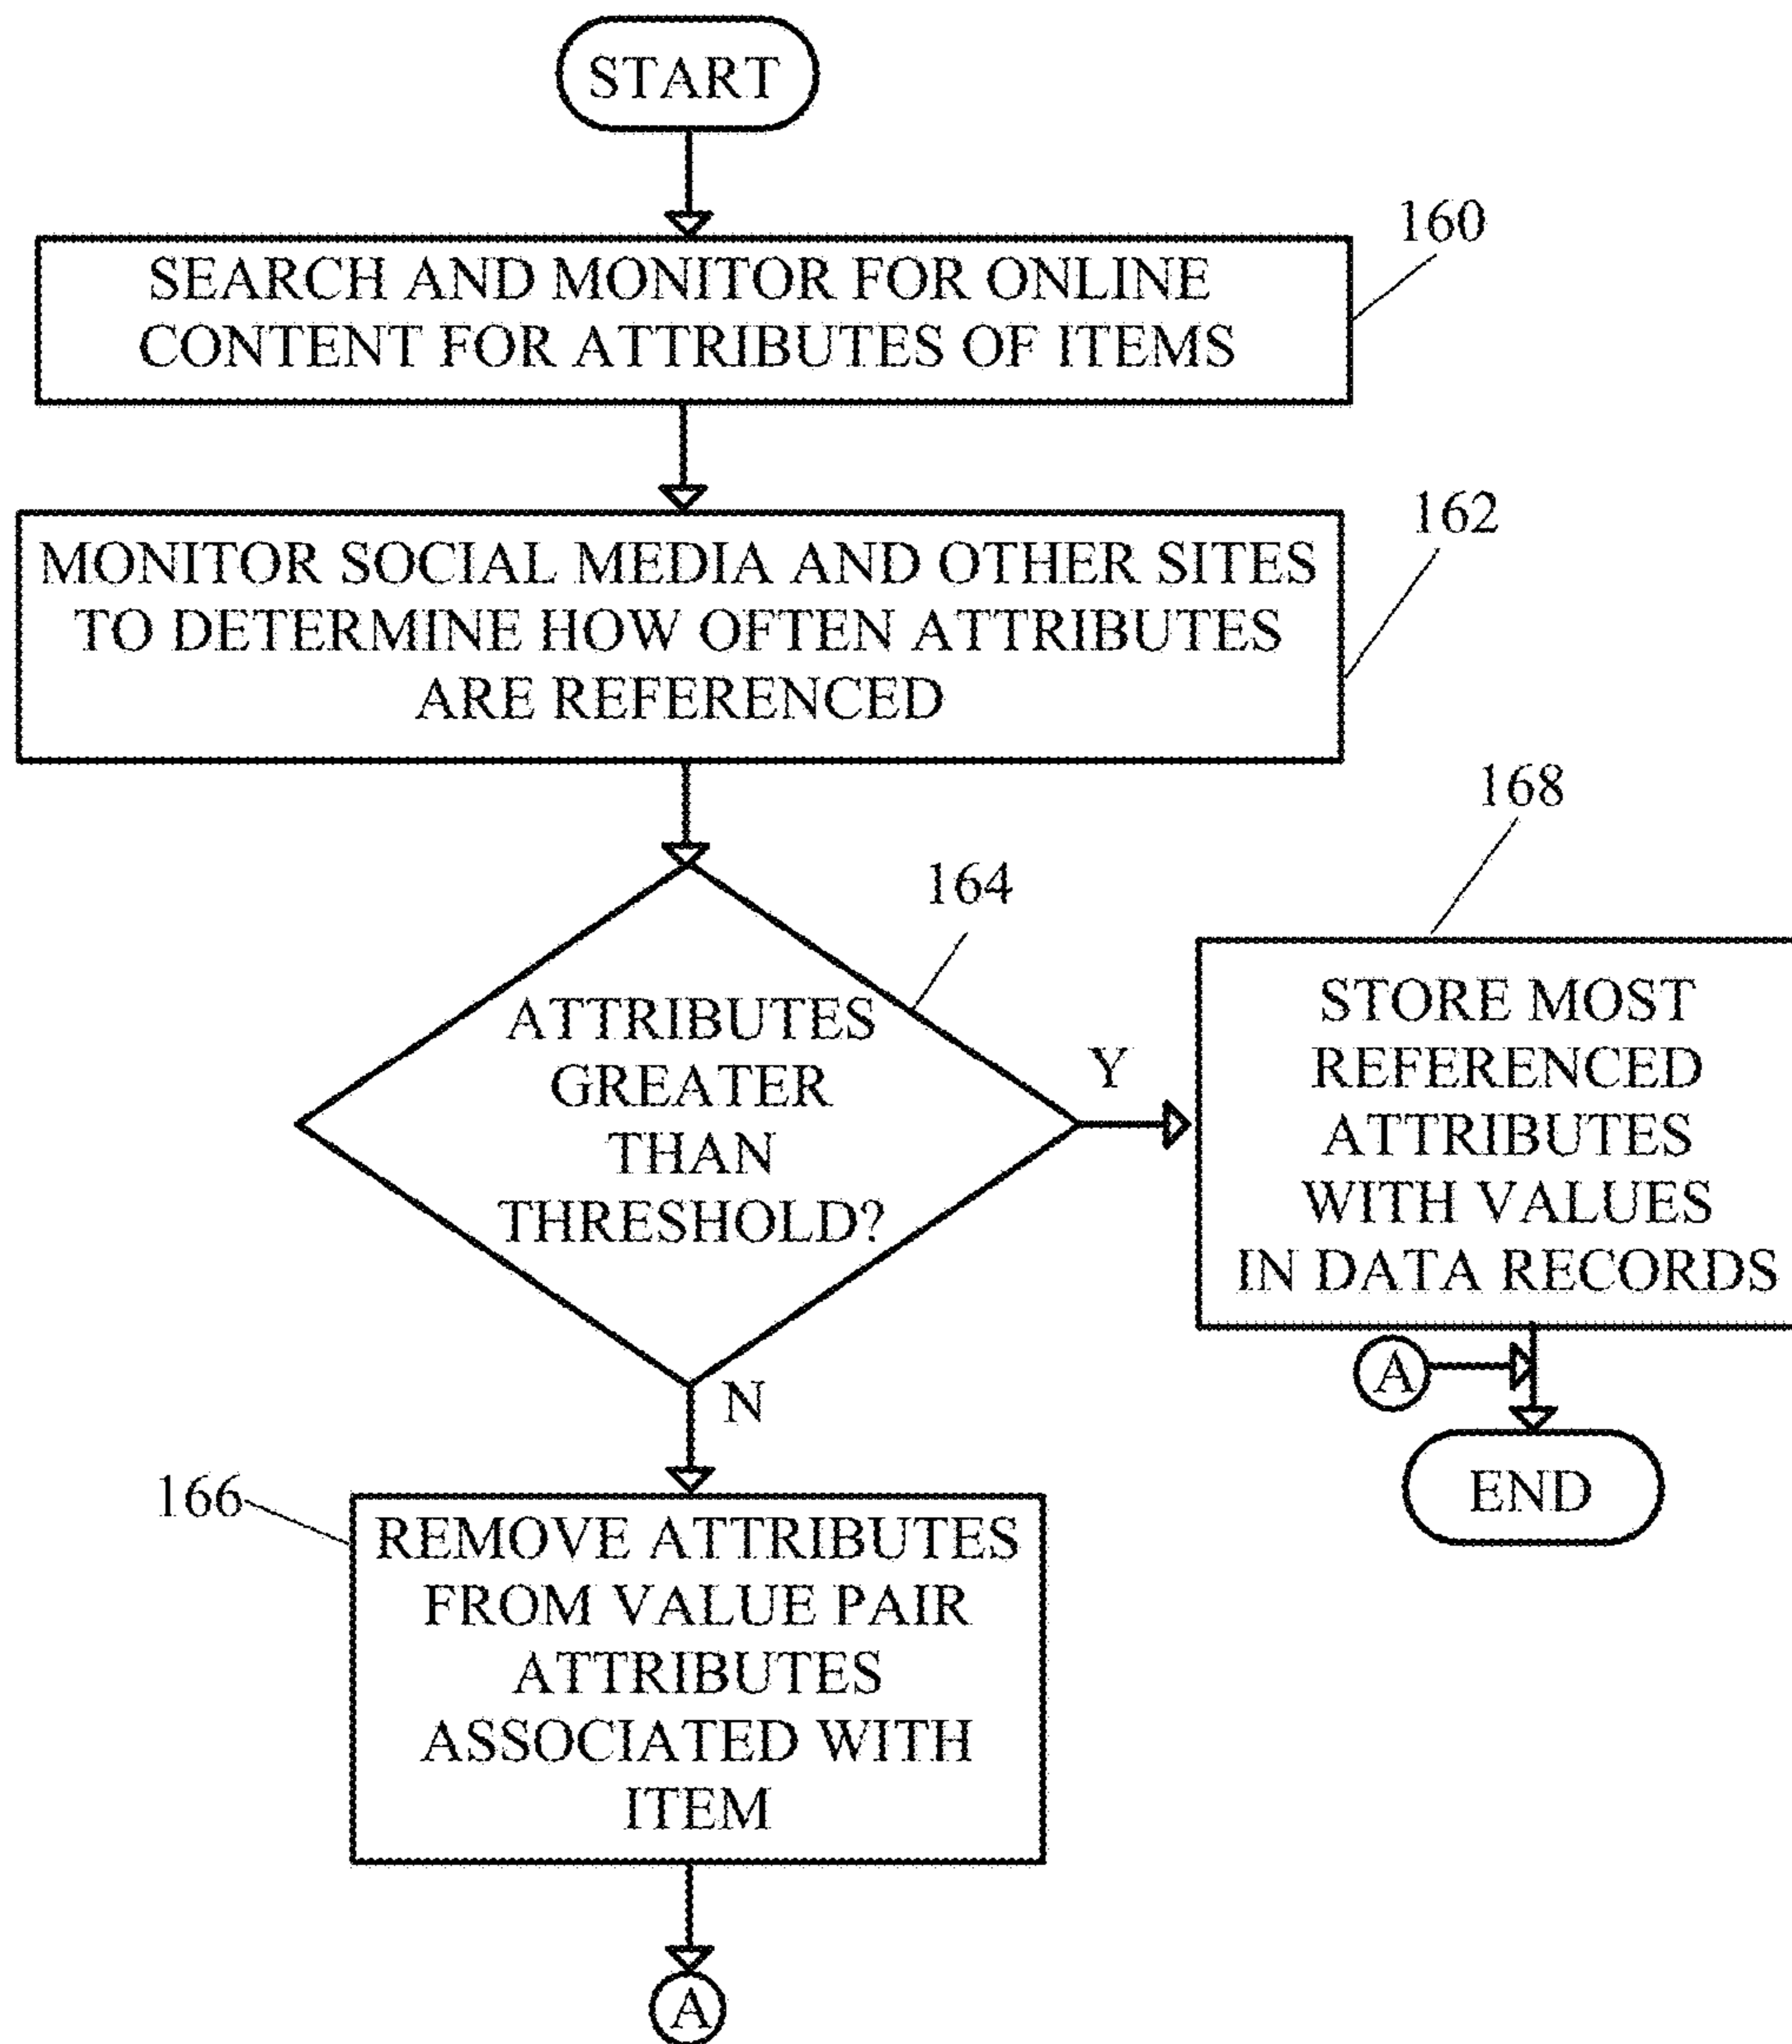 START
160
SEARCH AND MONITOR FOR ONLINE
CONTENT FOR ATTRIBUTES OF ITEMS
162
MONITOR SOCIAL MEDIA AND OTHER SITES
TO DETERMINE HOW OFTEN ATTRIBUTES
ARE REFERENCED
164
ATTRIBUTES
GREATER
THAN
THRESHOLD?
Y
168
STORE MOST
REFERENCED
ATTRIBUTES
WITH VALUES
IN DATA RECORDS
A
END
N
166
REMOVE ATTRIBUTES
FROM VALUE PAIR
ATTRIBUTES
ASSOCIATED WITH
ITEM
A